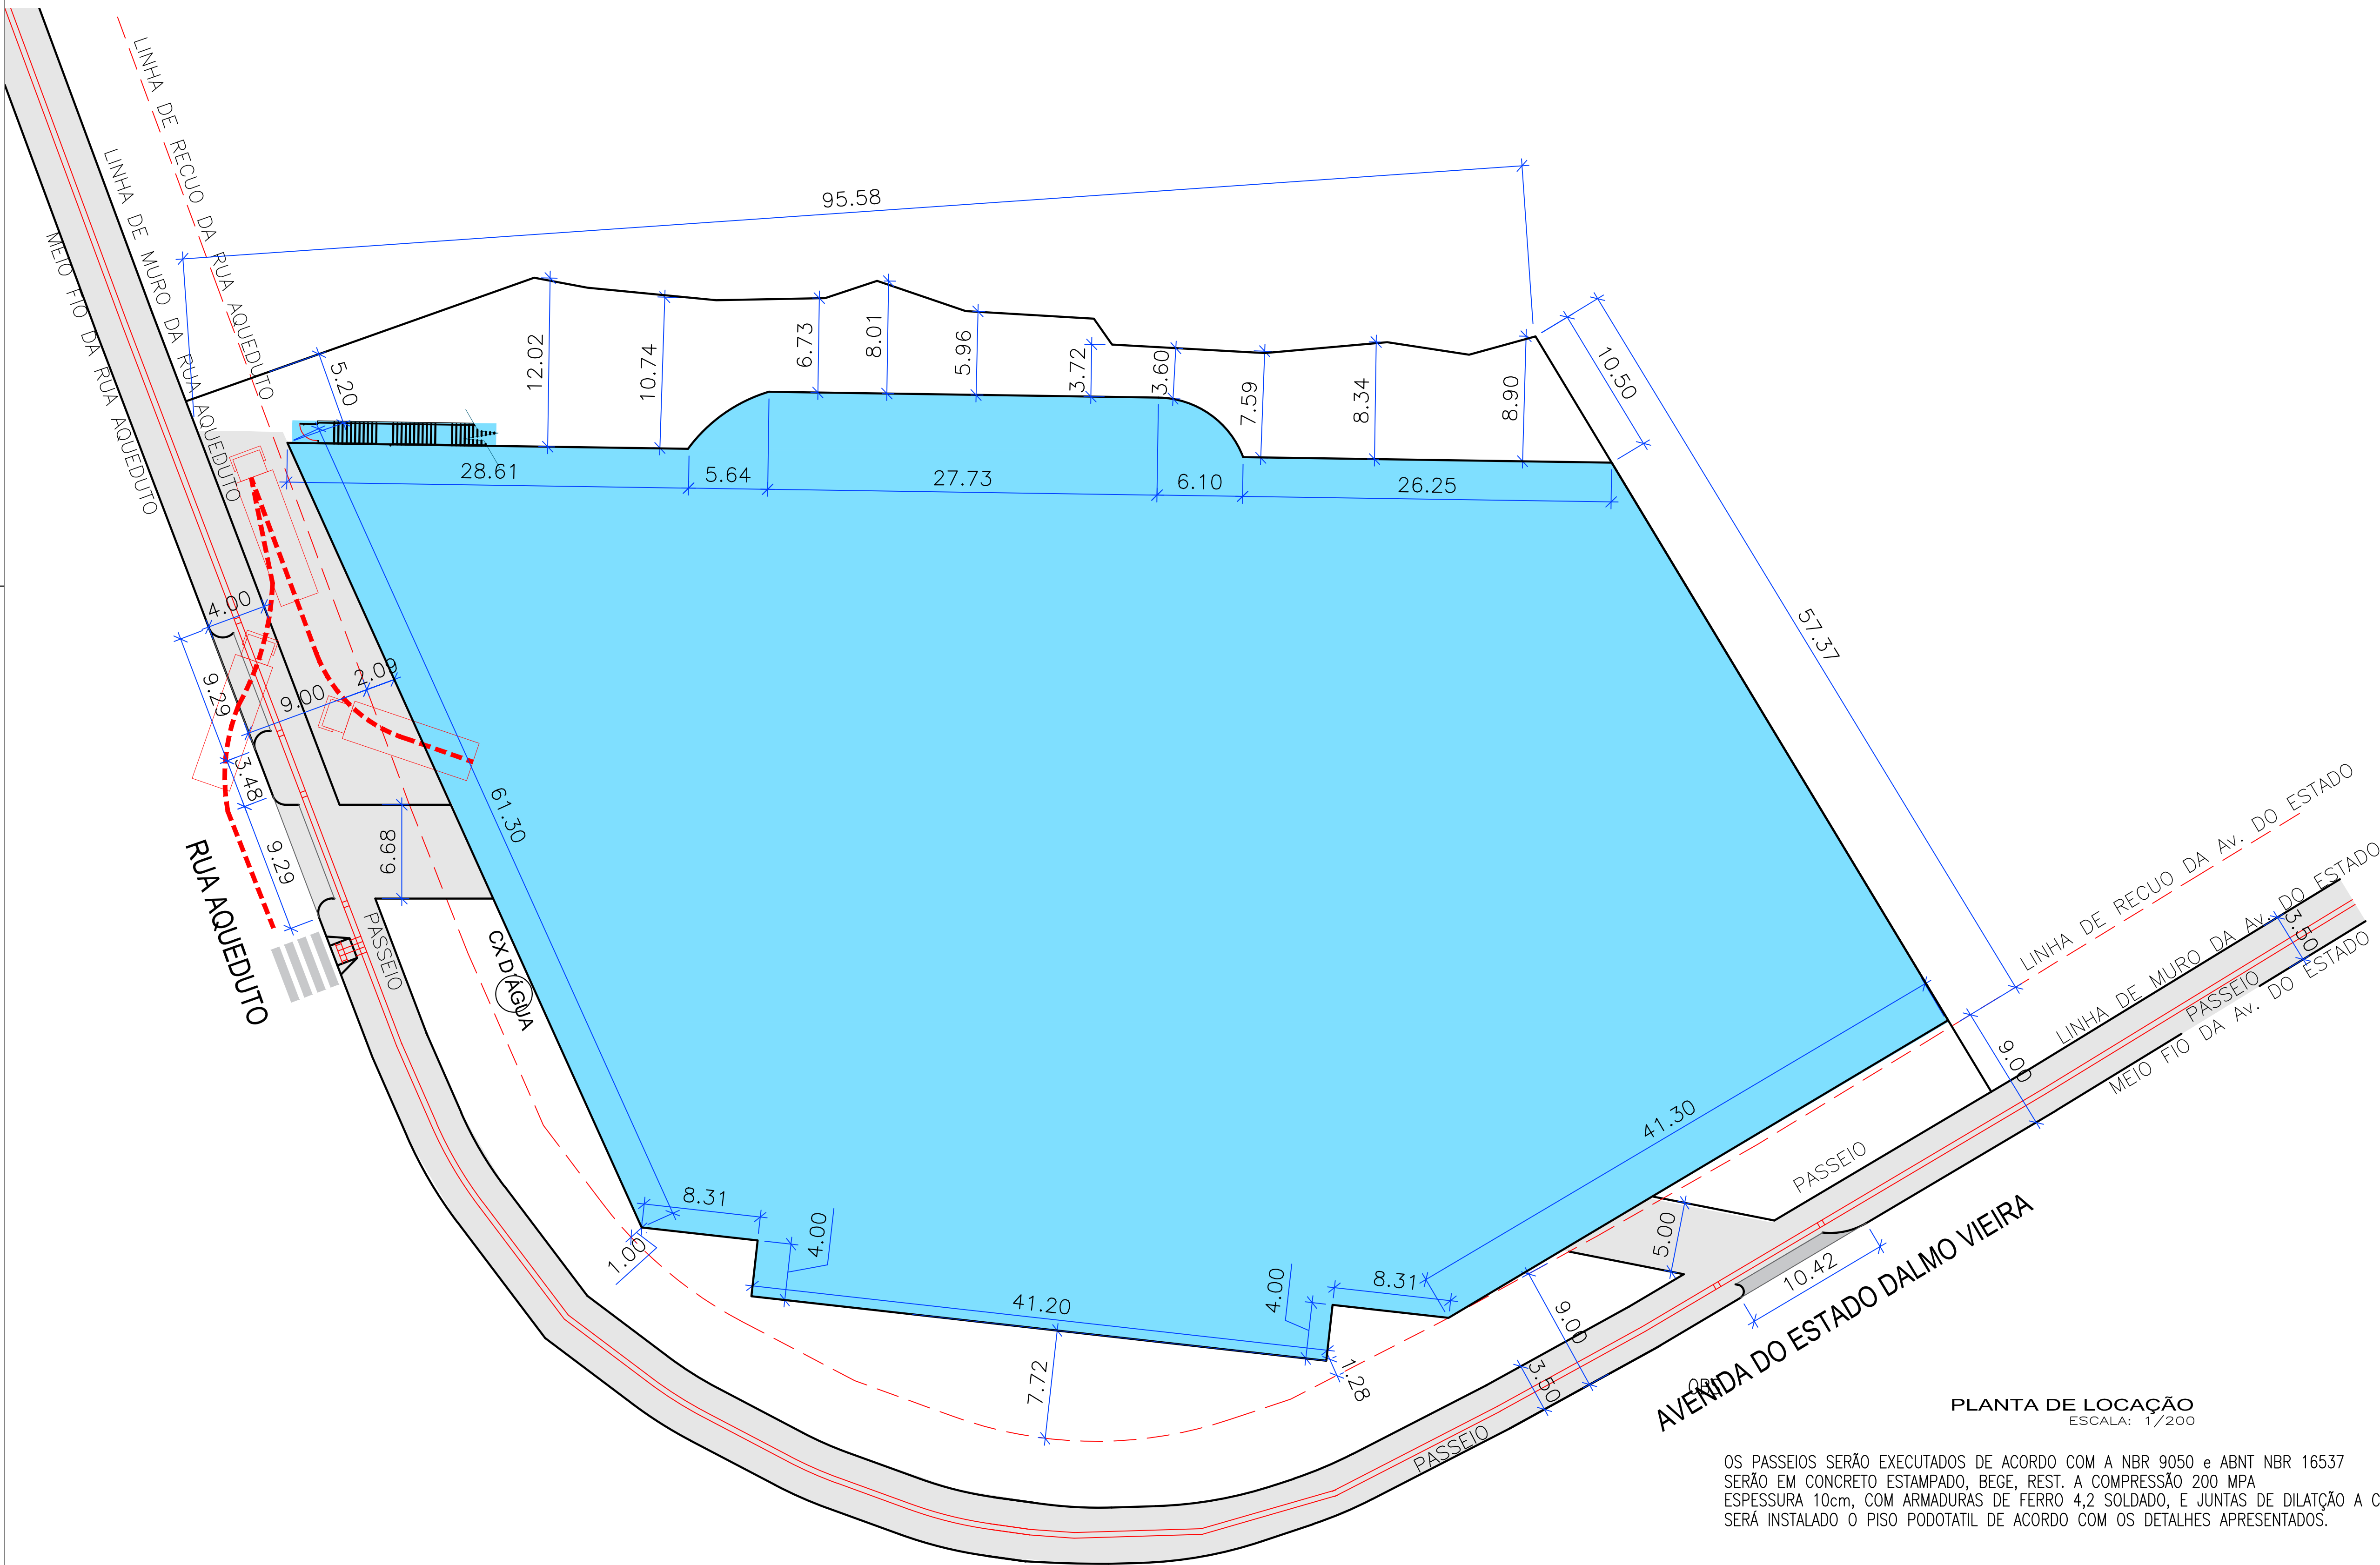 LINHA DE RECUO DA RUA AQUEDUTO
LINHA DE MURO DA RUA AQUEDUTO
MEIO FIO DA RUA AQUEDUTO
95.58
5.20
12.02
10.74
6.73
8.01
5.96
3.72
3.60
7.59
8.34
8.90
10.50
57.37
28.61
5.64
27.73
6.10
26.25
4.00
9.29
9.00
2.09
3.48
9.29
6.68
61.30
RUA AQUEDUTO
PASSEIO
CX D'ÁGUA
8.31
1.00
4.00
41.20
7.72
4.00
8.31
1.28
41.30
9.00
3.50
5.00
10.42
9.00
3.50
LINHA DE RECUO DA Av. DO ESTADO
LINHA DE MURO DA Av. DO ESTADO
PASSEIO
MEIO FIO DA Av. DO ESTADO
PASSEIO
PASSEIO
AVENIDA DO ESTADO DALMO VIEIRA
PLANTA DE LOCAÇÃO
ESCALA: 1/200
OS PASSEIOS SERÃO EXECUTADOS DE ACORDO COM A NBR 9050 e ABNT NBR 16537
SERÃO EM CONCRETO ESTAMPADO, BEGE, REST. A COMPRESSÃO 200 MPA
ESPESSURA 10cm, COM ARMADURAS DE FERRO 4,2 SOLDADO, E JUNTAS DE DILATÇÃO A C
SERÁ INSTALADO O PISO PODOTATIL DE ACORDO COM OS DETALHES APRESENTADOS.